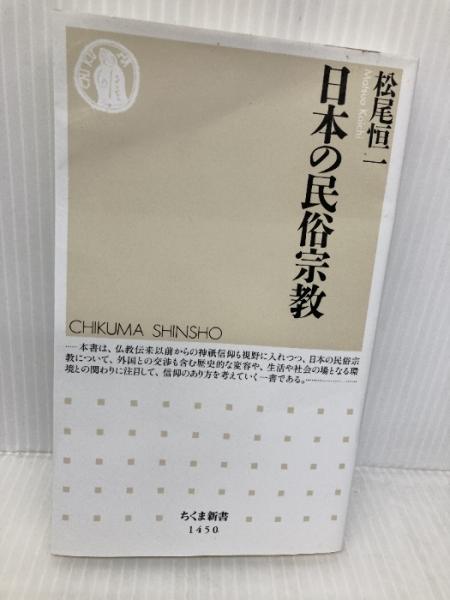 CHIKUMA
松尾恒一
Matsuo Koichi
日本の民俗宗教
CHIKUMA SHINSHO
……本書は、仏教伝来以前からの神祇信仰も視野に入れつつ、日本の民俗宗
教について、外国との交渉も含む歴史的な変容や、生活や社会の場となる環
境との関わりに注目して、信仰のあり方を考えていく一書である。……
ちくま新書
1450